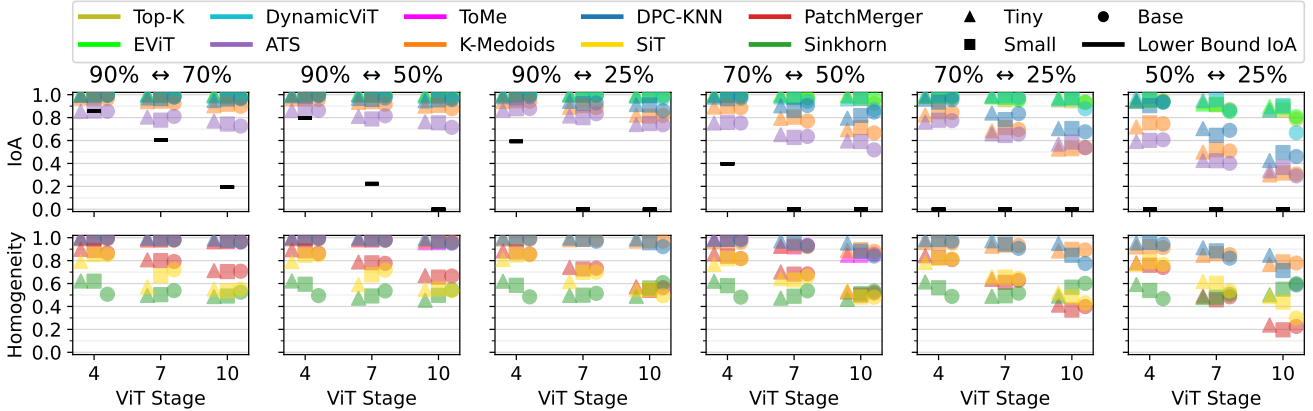 Top-K DynamicViT ToMe DPC-KNN PatchMerger Tiny Base
EViT ATS K-Medoids SiT Sinkhorn Small Lower Bound IoA
90% ↔ 70% 90% ↔ 50% 90% ↔ 25% 70% ↔ 50% 70% ↔ 25% 50% ↔ 25%
IoA
1.0
0.8
0.6
0.4
0.2
0.0
Homogeneity
1.0
0.8
0.6
0.4
0.2
0.0
4 7 10 4 7 10 4 7 10 4 7 10 4 7 10 4 7 10
ViT Stage ViT Stage ViT Stage ViT Stage ViT Stage ViT Stage